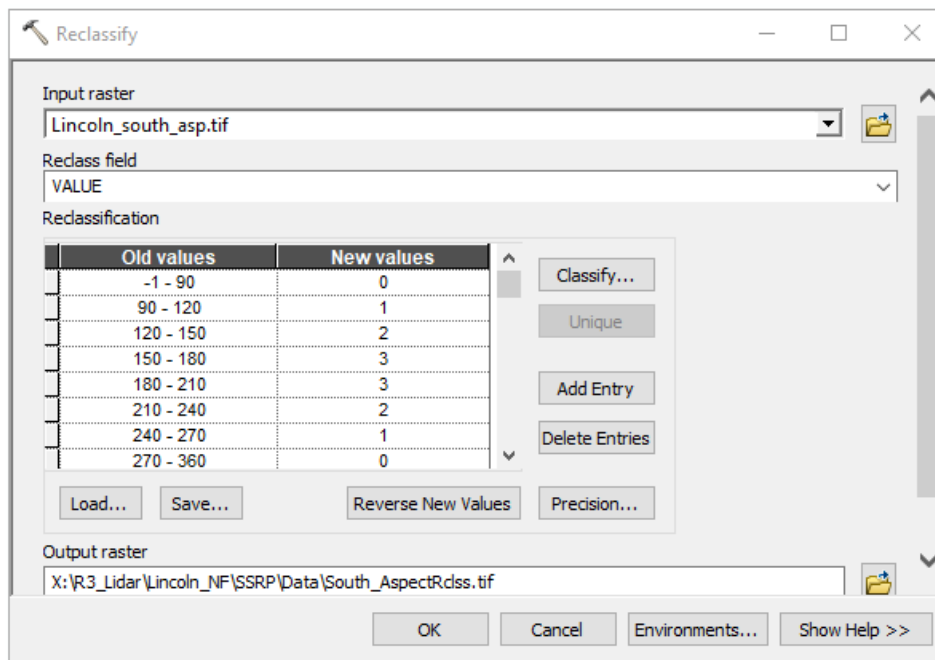 Reclassify
Input raster
Lincoln_south_asp.tif
Reclass field
VALUE
Reclassification
Old values New values
-1 - 90 0
90 - 120 1
120 - 150 2
150 - 180 3
180 - 210 3
210 - 240 2
240 - 270 1
270 - 360 0
Classify...
Unique
Add Entry
Delete Entries
Load... Save... Reverse New Values Precision...
Output raster
X:\R3_Lidar\Lincoln_NF\SSRP\Data\South_AspectRclss.tif
OK Cancel Environments... Show Help >>